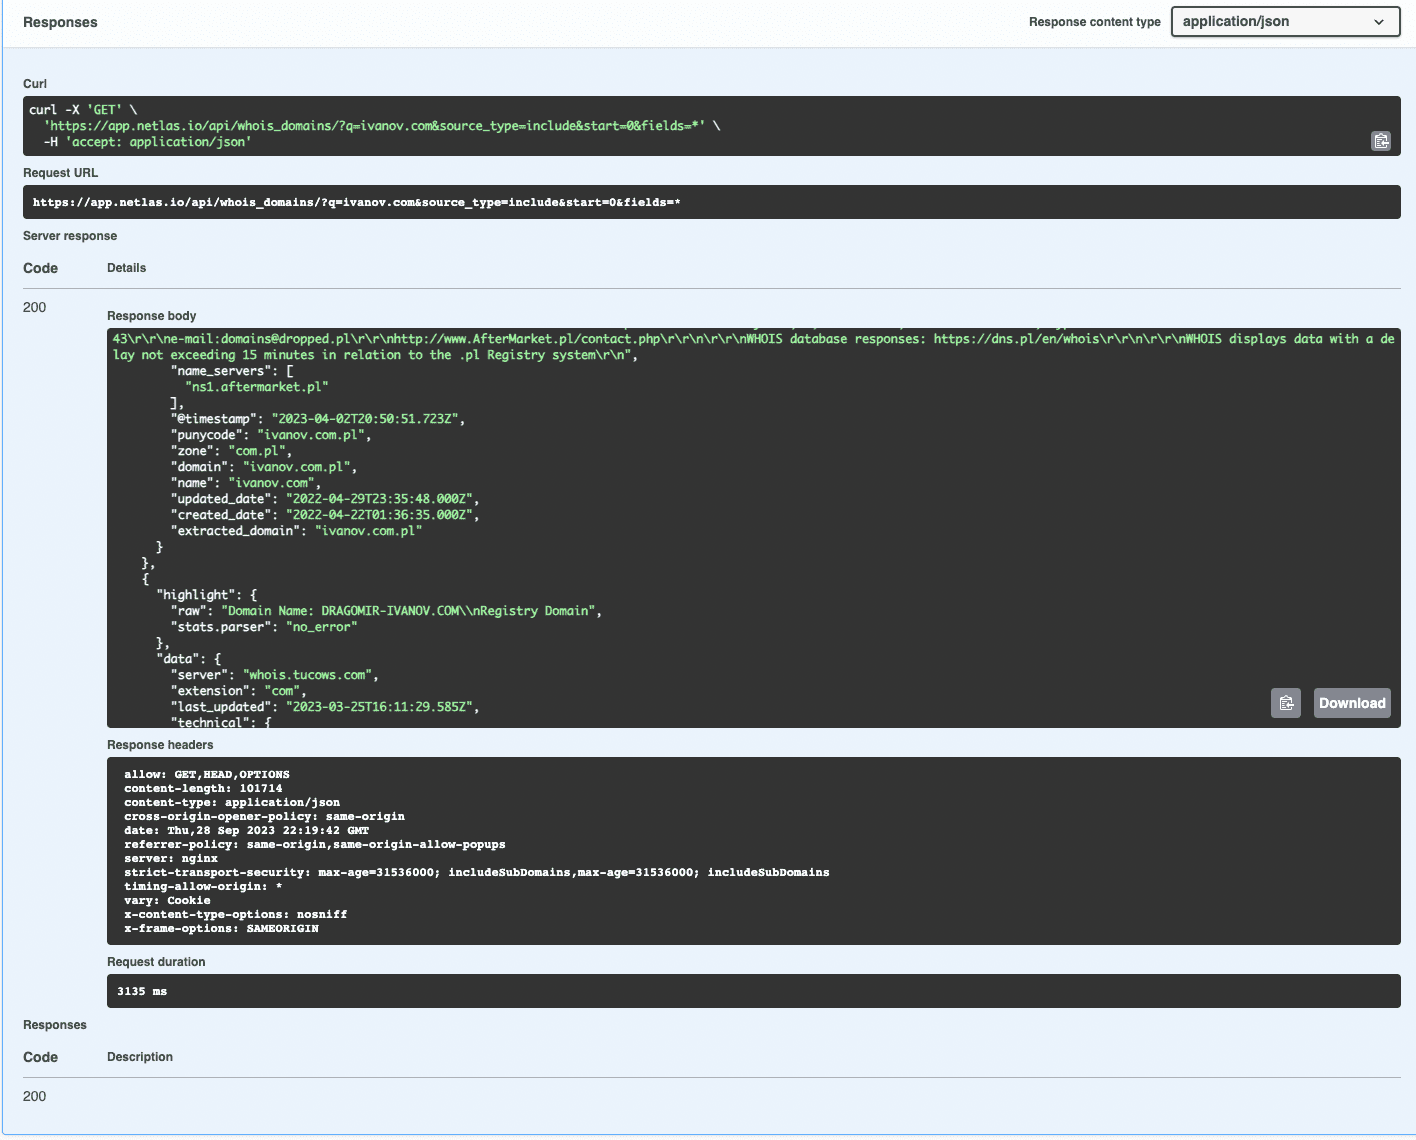 Responses
Response content type
application/json
Curl
curl -X 'GET' \
'https://app.netlas.io/api/whois_domains/?q=ivanov.com&source_type=include&start=0&fields=*' \
-H 'accept: application/json'
Request URL
https://app.netlas.io/api/whois_domains/?q=ivanov.com&source_type=include&start=0&fields=*
Server response
Code Details
200
Response body
43\r\r\ne-mail:domains@dropped.pl\r\r\nhttp://www.AfterMarket.pl/contact.php\r\r\n\r\r\nWHOIS database responses: https://dns.pl/en/whois\r\r\n\r\r\nWHOIS displays data with a de
lay not exceeding 15 minutes in relation to the .pl Registry system\r\n",
"name_servers": [
"ns1.aftermarket.pl"
],
"@timestamp": "2023-04-02T20:50:51.723Z",
"punycode": "ivanov.com.pl",
"zone": "com.pl",
"domain": "ivanov.com.pl",
"name": "ivanov.com",
"updated_date": "2022-04-29T23:35:48.000Z",
"created_date": "2022-04-22T01:36:35.000Z",
"extracted_domain": "ivanov.com.pl"
}
},
{
"highlight": {
"raw": "Domain Name: DRAGOMIR-IVANOV.COM\\nRegistry Domain",
"stats.parser": "no_error"
},
"data": {
"server": "whois.tucows.com",
"extension": "com",
"last_updated": "2023-03-25T16:11:29.585Z",
"technical": {
Download
Response headers
allow: GET,HEAD,OPTIONS
content-length: 101714
content-type: application/json
cross-origin-opener-policy: same-origin
date: Thu,28 Sep 2023 22:19:42 GMT
referrer-policy: same-origin,same-origin-allow-popups
server: nginx
strict-transport-security: max-age=31536000; includeSubDomains,max-age=31536000; includeSubDomains
timing-allow-origin: *
vary: Cookie
x-content-type-options: nosniff
x-frame-options: SAMEORIGIN
Request duration
3135 ms
Responses
Code Description
200